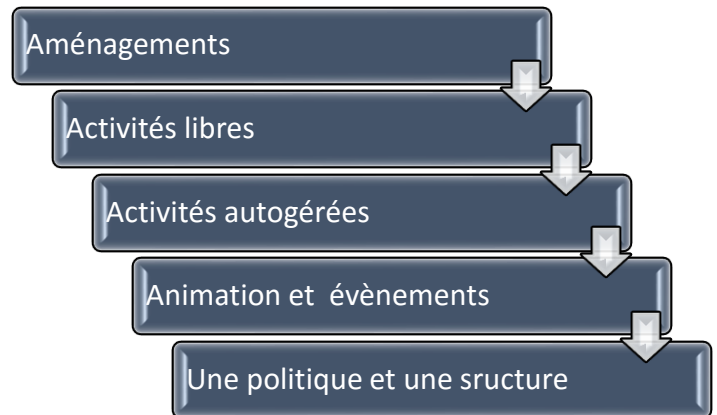 Aménagements
Activités libres
Activités autogérées
Animation et  évènements
Une politique et une sructure